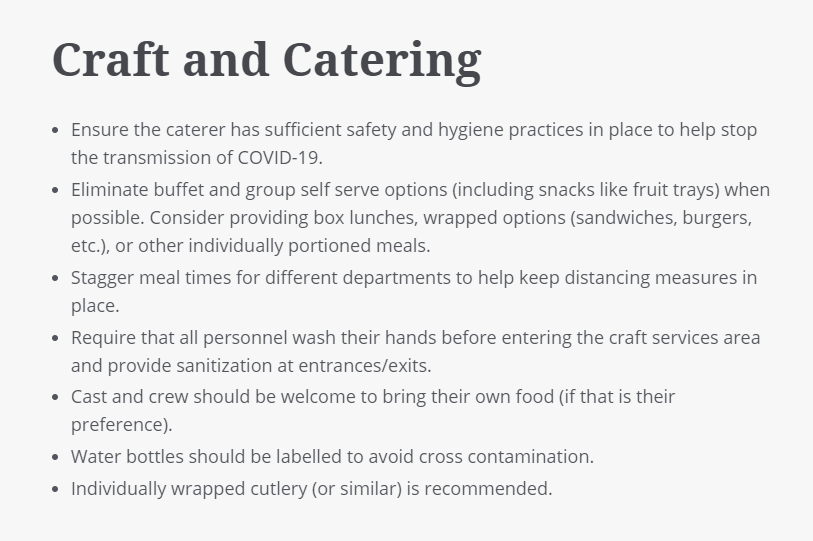 Craft and Catering
• Ensure the caterer has sufficient safety and hygiene practices in place to help stop
the transmission of COVID-19.
• Eliminate buffet and group self serve options (including snacks like fruit trays) when
possible. Consider providing box lunches, wrapped options (sandwiches, burgers,
etc.), or other individually portioned meals.
• Stagger meal times for different departments to help keep distancing measures in
place.
• Require that all personnel wash their hands before entering the craft services area
and provide sanitization at entrances/exits.
• Cast and crew should be welcome to bring their own food (if that is their
preference).
• Water bottles should be labelled to avoid cross contamination.
• Individually wrapped cutlery (or similar) is recommended.